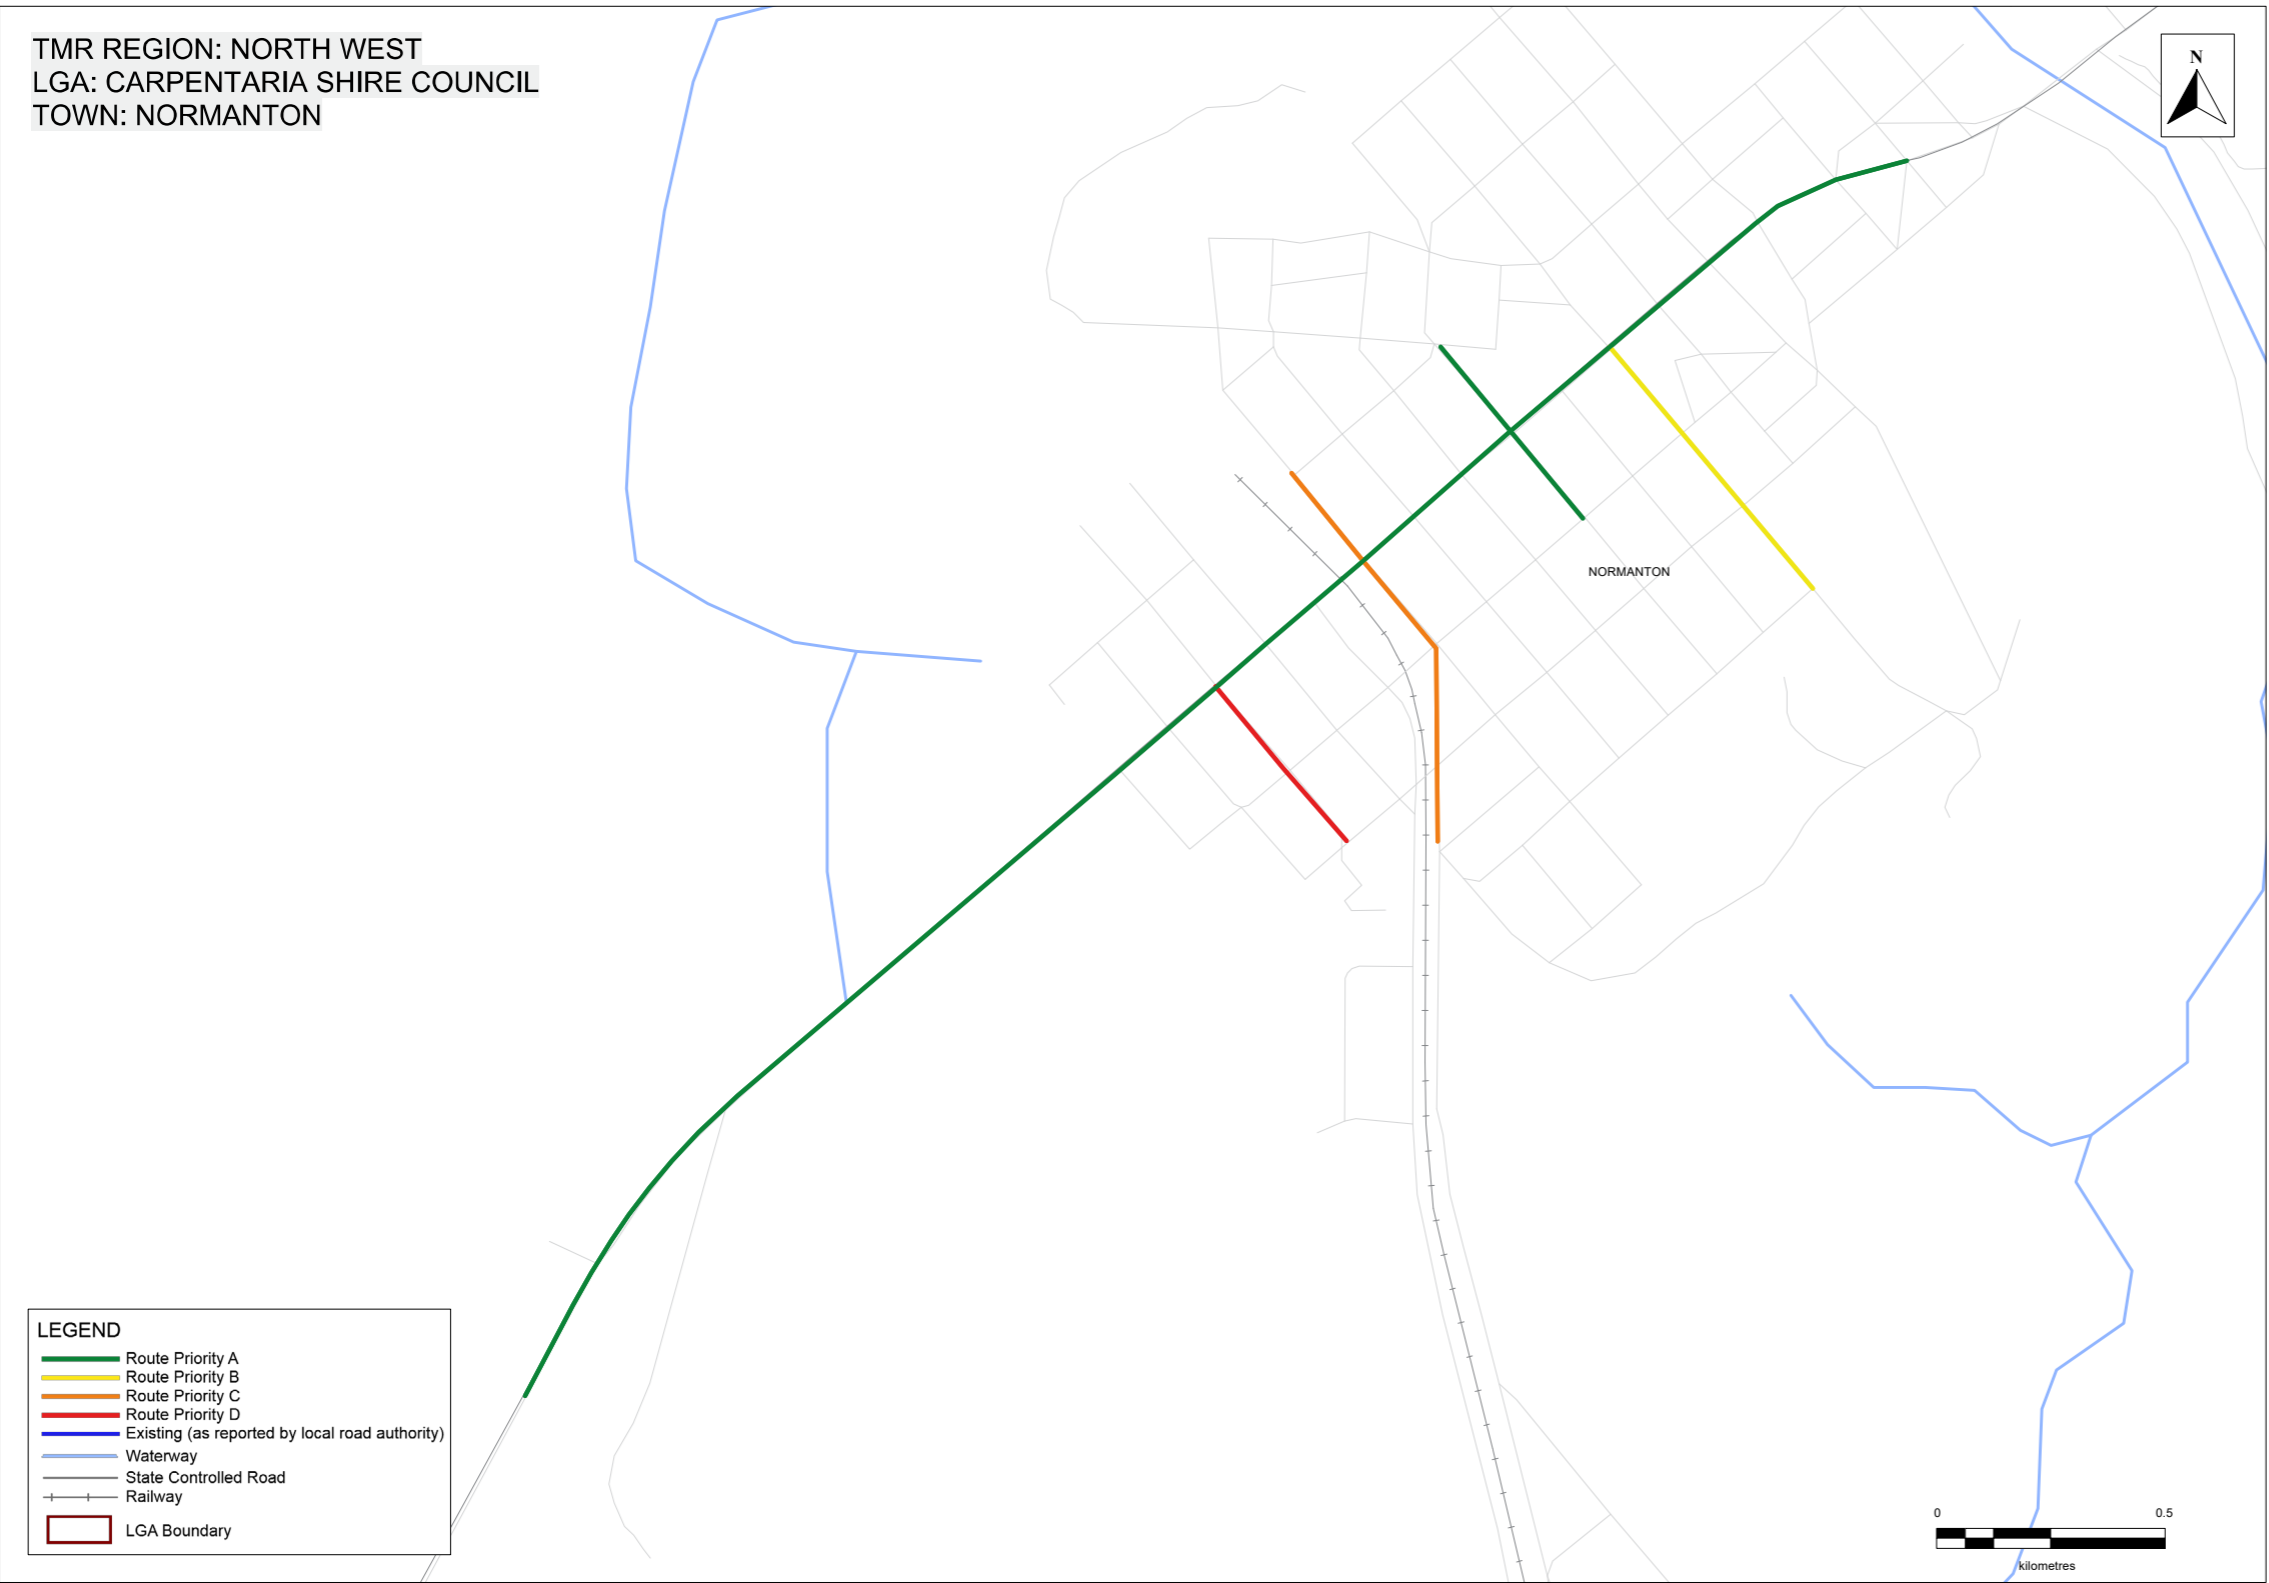 TMR REGION: NORTH WEST
LGA: CARPENTARIA SHIRE COUNCIL
TOWN: NORMANTON
N
NORMANTON
LEGEND
Route Priority A
Route Priority B
Route Priority C
Route Priority D
Existing (as reported by local road authority)
Waterway
State Controlled Road
Railway
LGA Boundary
0 0.5
kilometres